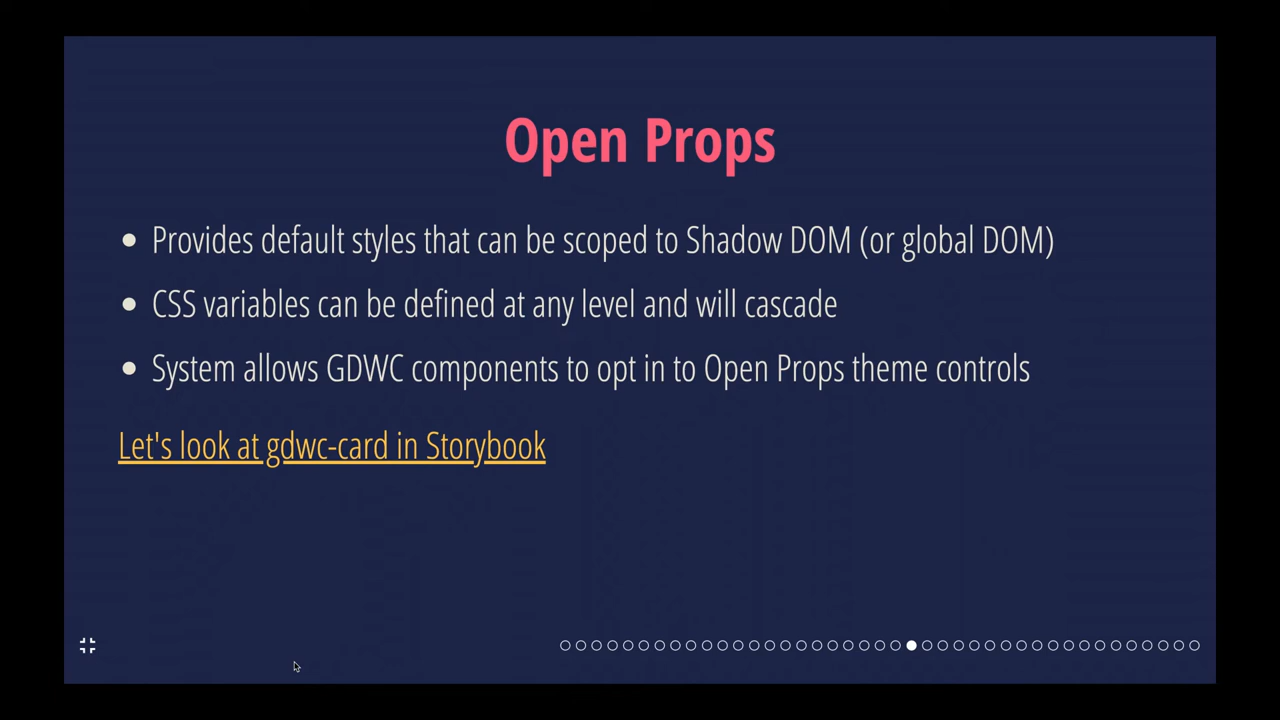 Open Props
Provides default styles that can be scoped to Shadow DOM (or global DOM)
CSS variables can be defined at any level and will cascade
System allows GDWC components to opt in to Open Props theme controls
Let's look at gdwc-card in Storybook